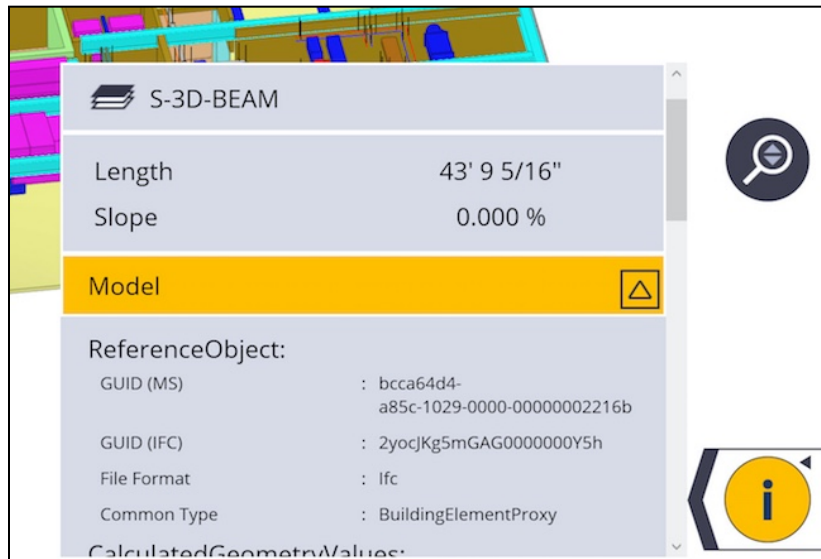 S-3D-BEAM
Length 43' 9 5/16"
Slope 0.000 %
Model
ReferenceObject:
GUID (MS) : bcca64d4-
a85c-1029-0000-00000002216b
GUID (IFC) : 2yocJKg5mGAG0000000Y5h
File Format : Ifc
Common Type : BuildingElementProxy
CalculatedGeometryValues:
i